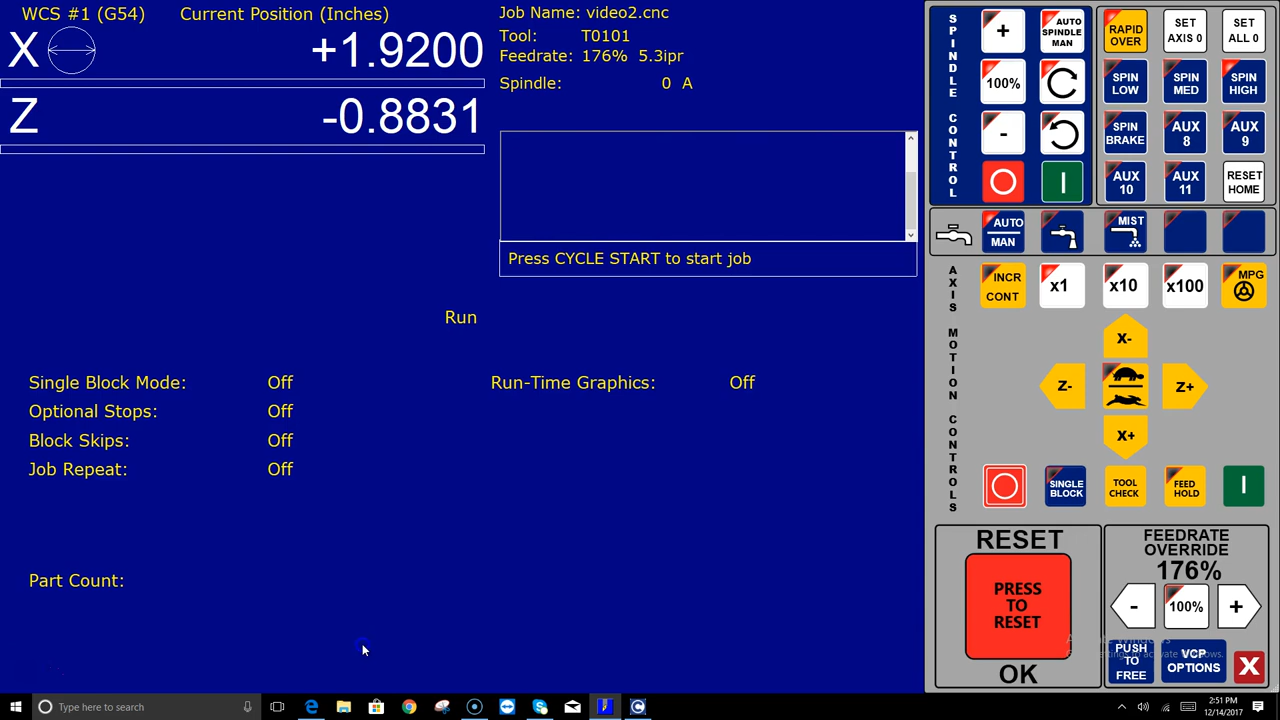 WCS #1 (G54) Current Position (Inches)
X +1.9200
Z -0.8831
Job Name: video2.cnc
Tool: T0101
Feedrate: 176% 5.3ipr
Spindle: 0 A
Press CYCLE START to start job
Run
Single Block Mode: Off
Optional Stops: Off
Block Skips: Off
Job Repeat: Off
Run-Time Graphics: Off
Part Count:
SPINDLE CONTROL
+
AUTO
SPINDLE
MAN
100%
-
RAPID
OVER
SET
AXIS 0
SET
ALL 0
SPIN
LOW
SPIN
MED
SPIN
HIGH
SPIN
BRAKE
AUX
8
AUX
9
AUX
10
AUX
11
RESET
HOME
AUTO
MAN
MIST
AXIS MOTION CONTROLS
INCR
CONT
x1
x10
x100
MPG
X-
Z-
Z+
X+
SINGLE
BLOCK
TOOL
CHECK
FEED
HOLD
RESET
PRESS
TO
RESET
OK
FEEDRATE
OVERRIDE
176%
-
100%
+
PUSH
TO
FREE
VCP
OPTIONS
X
Type here to search
2:51 PM
12/14/2017